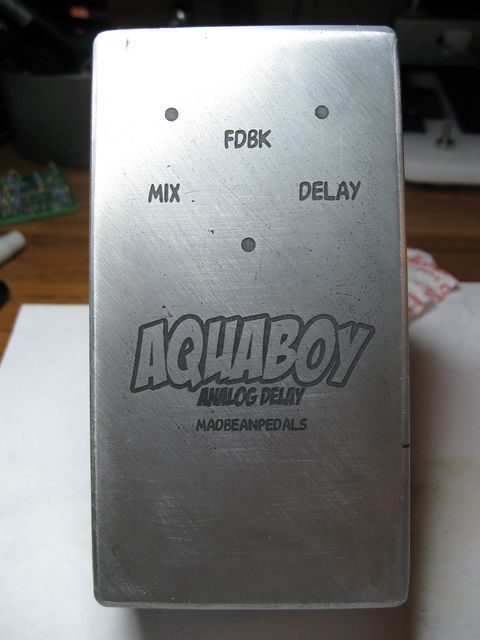 FDBK
MIX DELAY
AQUABOY
ANALOG DELAY
MADBEANPEDALS